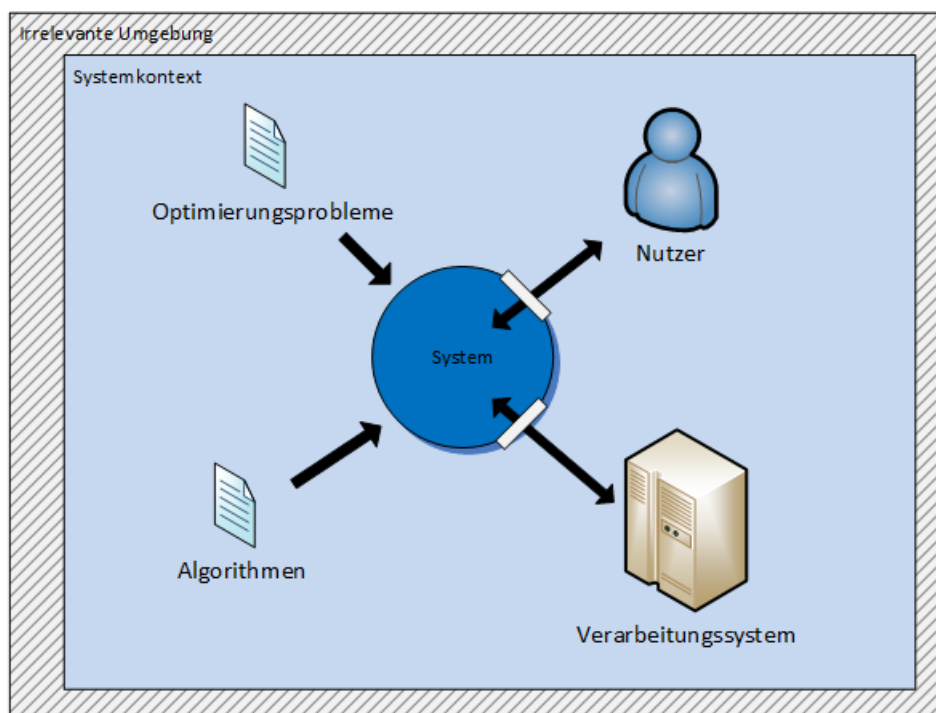 Irrelevante Umgebung
Systemkontext
Optimierungsprobleme
Nutzer
System
Algorithmen
Verarbeitungssystem